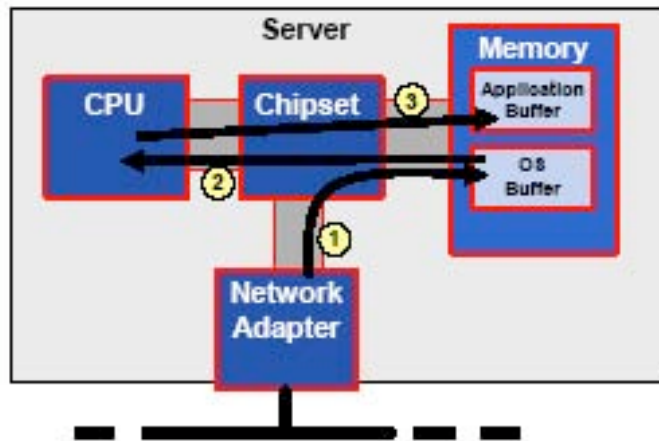 Server
CPU
Chipset
3
Memory
Application
Buffer
2
OS
Buffer
1
Network
Adapter